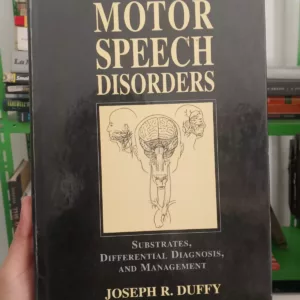 MOTOR
SPEECH
DISORDERS
SUBSTRATES,
DIFFERENTIAL DIAGNOSIS,
AND MANAGEMENT
JOSEPH R. DUFFY